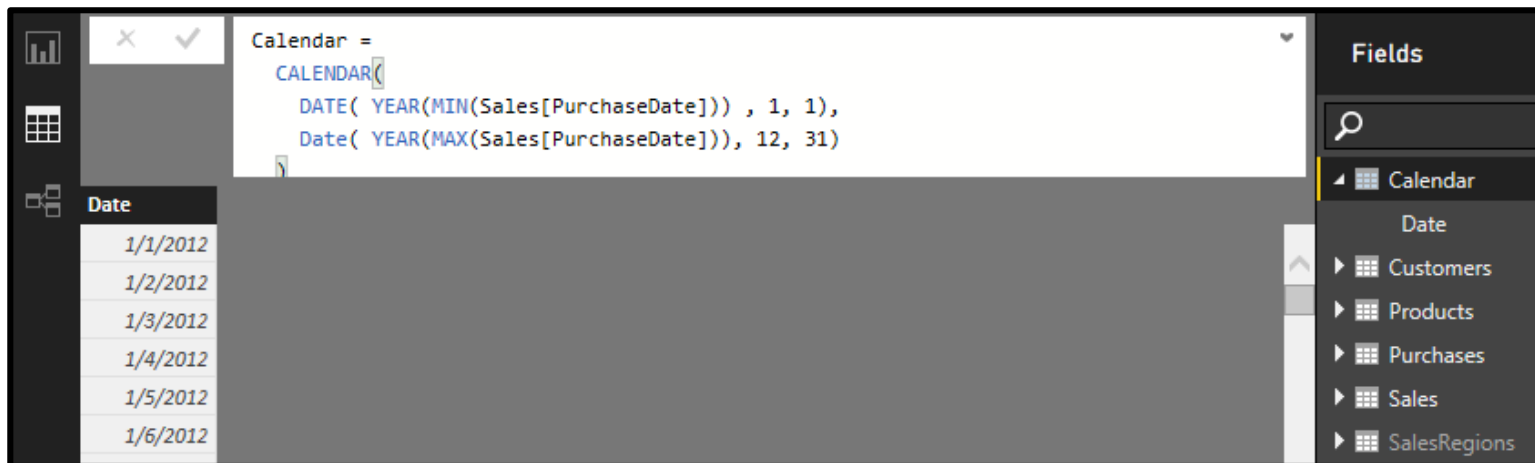 Calendar =
CALENDAR(
DATE( YEAR(MIN(Sales[PurchaseDate])) , 1, 1),
Date( YEAR(MAX(Sales[PurchaseDate])), 12, 31)
)
Date
1/1/2012
1/2/2012
1/3/2012
1/4/2012
1/5/2012
1/6/2012
Fields
Calendar
Date
Customers
Products
Purchases
Sales
SalesRegions